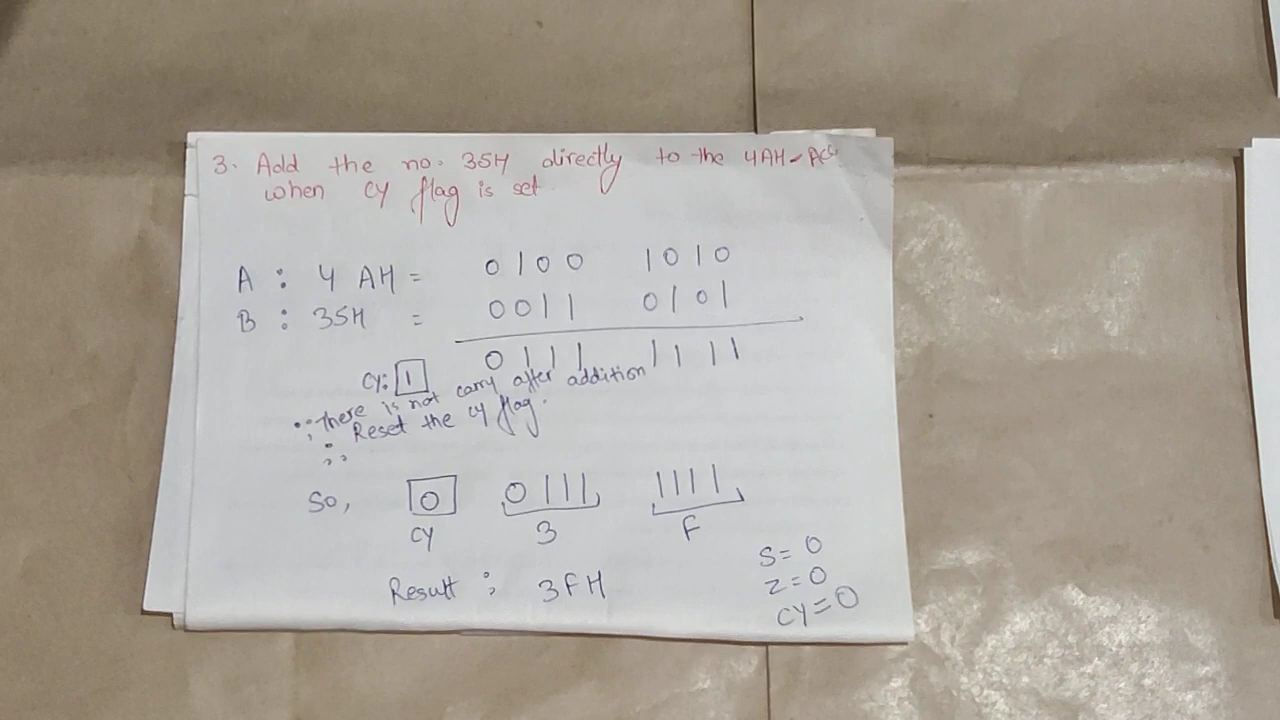 3. Add the no. 35H directly to the 4AH - Acc
when CY flag is set
A : 4 AH = 0100 1010
B : 35H = 0011 0101
0111 1111
CY: 1
∵ There is not carry after addition
∴ Reset the CY flag.
∴
So, 0 0111 1111
CY 3 F
Result : 3FH
S = 0
Z = 0
CY = 0